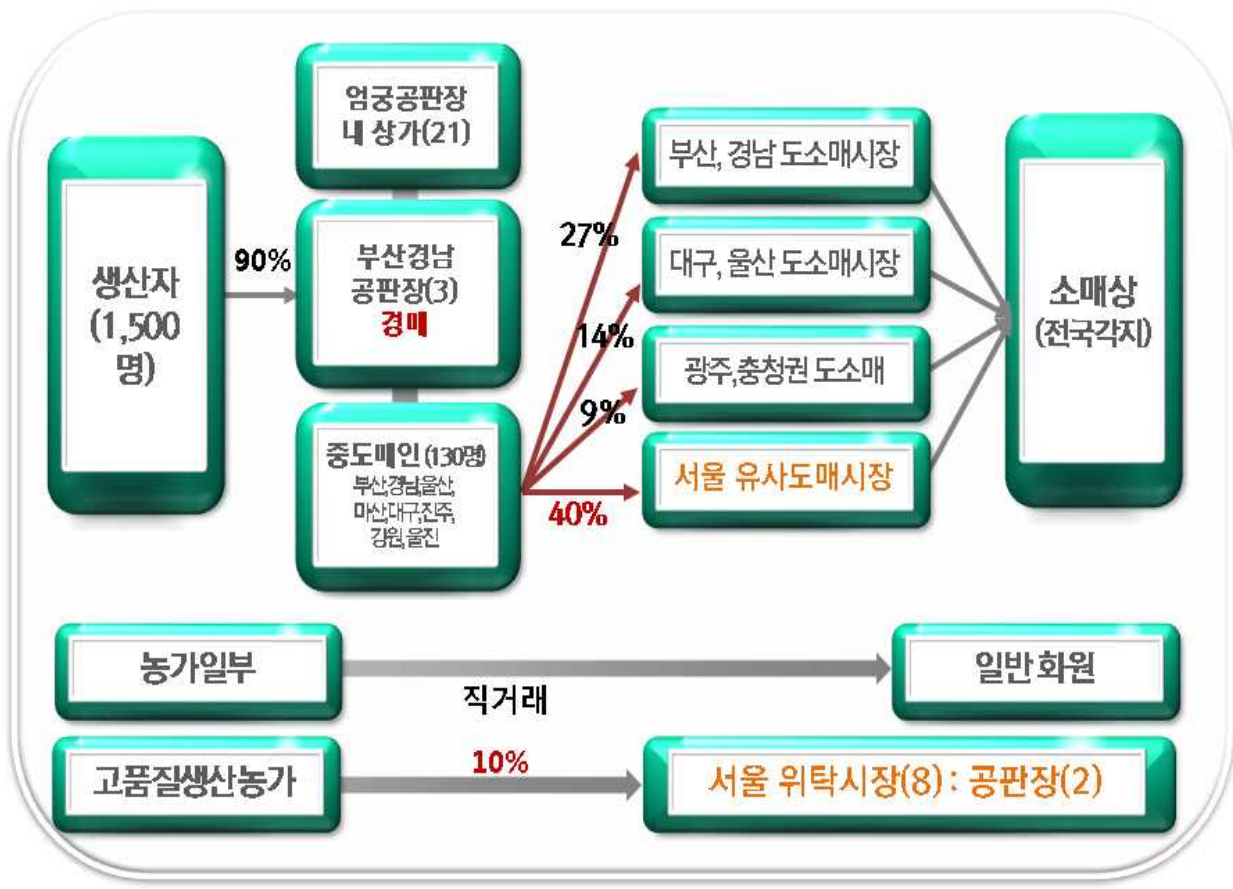 엄궁공판장
내 상가(21)
생산자
(1,500
명)
90%
부산경남
공판장(3)
경매
중도매인 (130명)
부산,경남,울산,
마산,대구,진주,
강원,울진
27%
14%
9%
40%
부산, 경남 도소매시장
대구, 울산 도소매시장
광주,충청권 도소매
서울 유사도매시장
소매상
(전국각지)
농가일부
직거래
일반 화원
고품질생산농가
10%
서울 위탁시장(8) : 공판장(2)